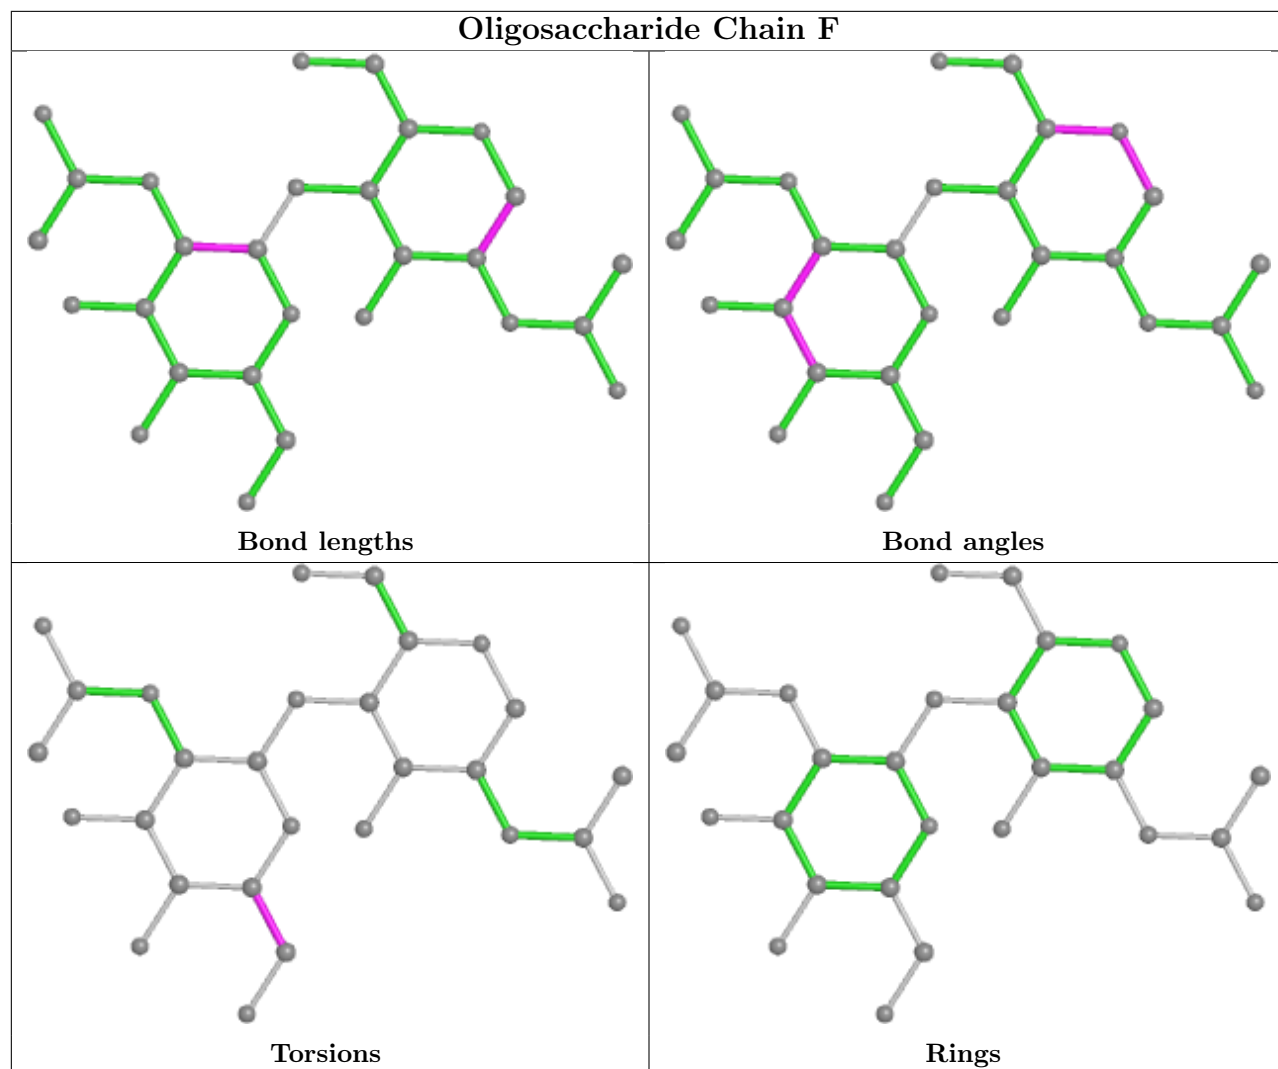 Oligosaccharide Chain F
Bond lengths
Bond angles
Torsions
Rings